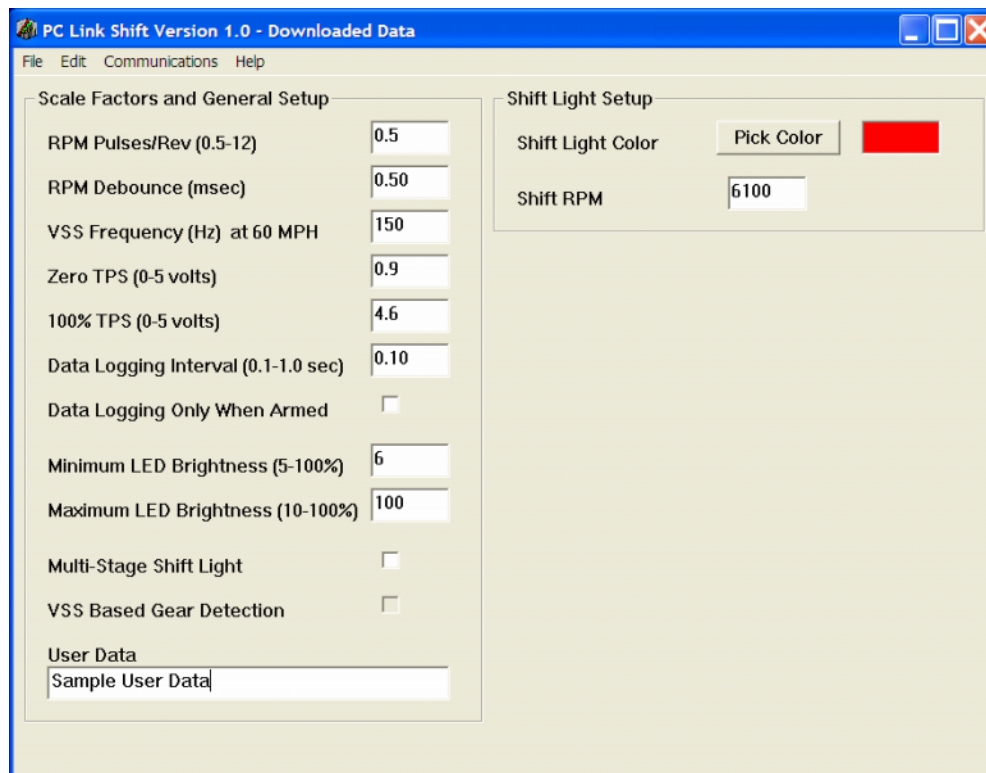 PC Link Shift Version 1.0 - Downloaded Data
File Edit Communications Help
Scale Factors and General Setup
RPM Pulses/Rev (0.5-12) 0.5
RPM Debounce (msec) 0.50
VSS Frequency (Hz) at 60 MPH 150
Zero TPS (0-5 volts) 0.9
100% TPS (0-5 volts) 4.6
Data Logging Interval (0.1-1.0 sec) 0.10
Data Logging Only When Armed
Minimum LED Brightness (5-100%) 6
Maximum LED Brightness (10-100%) 100
Multi-Stage Shift Light
VSS Based Gear Detection
User Data
Sample User Data
Shift Light Setup
Shift Light Color Pick Color
Shift RPM 6100